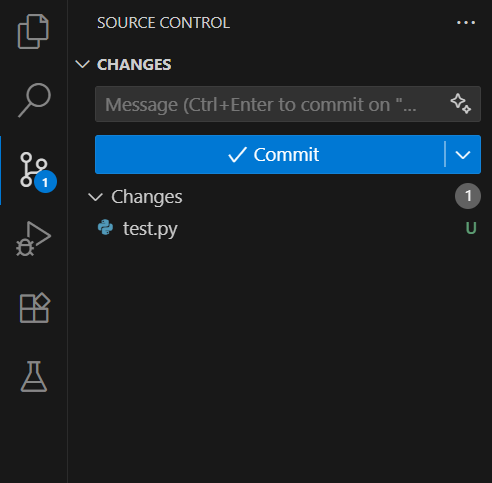 SOURCE CONTROL
CHANGES
Message (Ctrl+Enter to commit on "...
Commit
1
Changes 1
test.py U